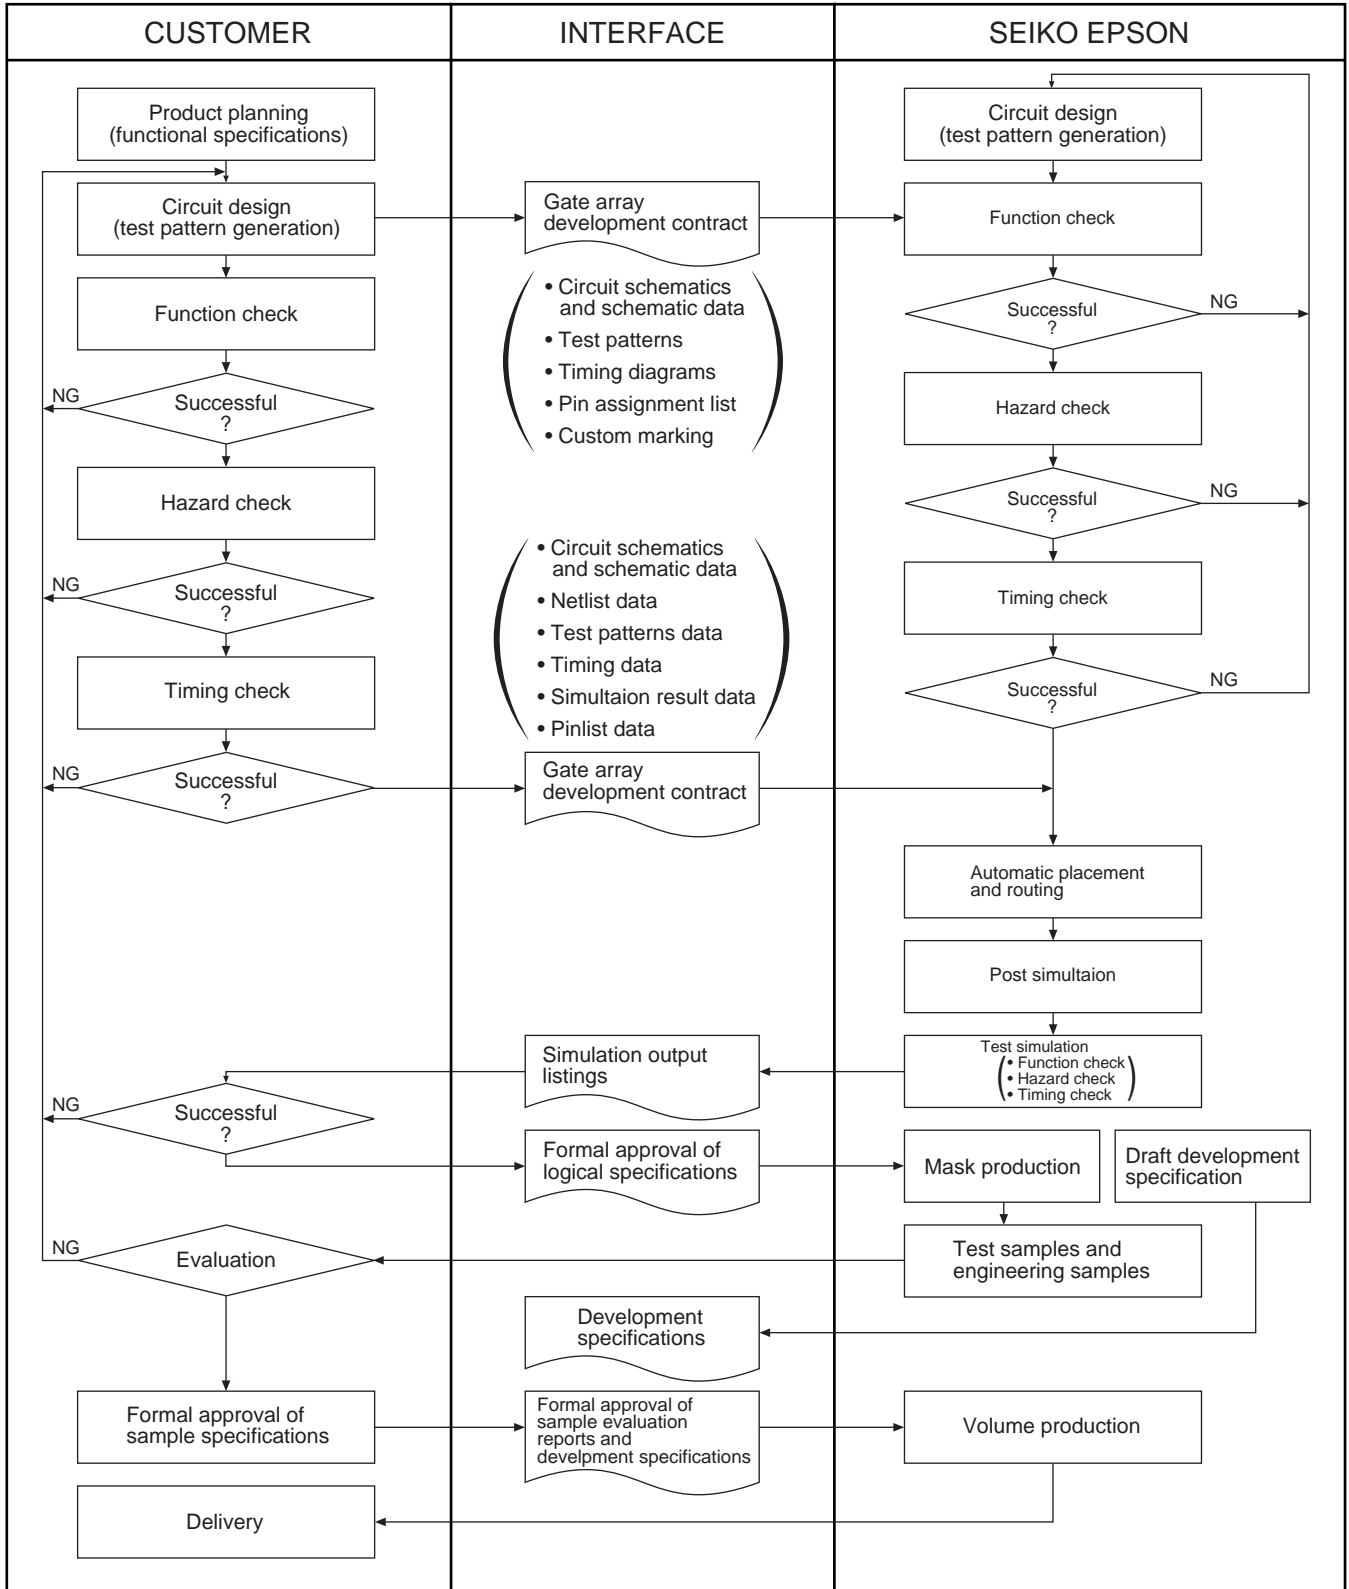 CUSTOMER
INTERFACE
SEIKO EPSON
Product planning
(functional specifications)
Circuit design
(test pattern generation)
Function check
Successful
?
NG
Hazard check
Successful
?
NG
Timing check
Successful
?
NG
Successful
?
NG
Evaluation
NG
Formal approval of
sample specifications
Delivery
Gate array
development contract
• Circuit schematics
and schematic data
• Test patterns
• Timing diagrams
• Pin assignment list
• Custom marking
• Circuit schematics
and schematic data
• Netlist data
• Test patterns data
• Timing data
• Simultaion result data
• Pinlist data
Gate array
development contract
Simulation output
listings
Formal approval of
logical specifications
Development
specifications
Formal approval of
sample evaluation
reports and
develpment specifications
Circuit design
(test pattern generation)
Function check
Successful
?
NG
Hazard check
Successful
?
NG
Timing check
Successful
?
NG
Automatic placement
and routing
Post simultaion
Test simulation
• Function check
• Hazard check
• Timing check
Mask production
Draft development
specification
Test samples and
engineering samples
Volume production